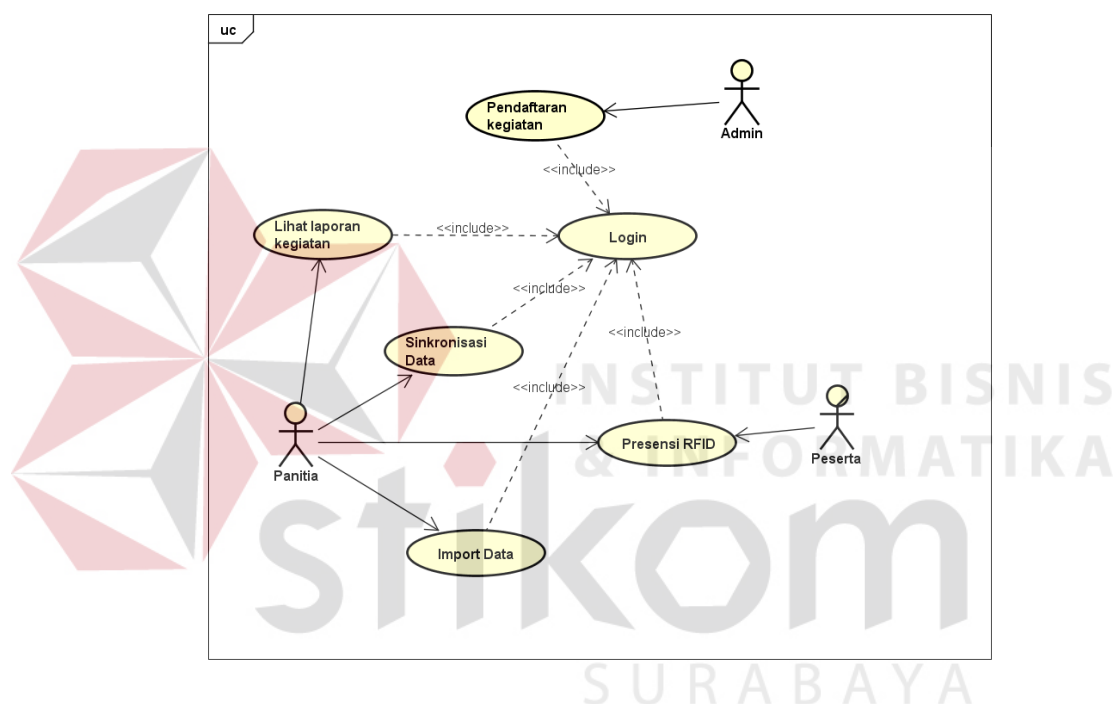 uc
Pendaftaran
kegiatan
Admin
<<include>>
Lihat laporan
kegiatan
<<include>>
Login
<<include>>
Sinkronisasi
Data
<<include>>
<<include>>
INSTITUT BISNIS
& INFORMATIKA
Panitia
Presensi RFID
Peserta
stikom
Import Data
SURABAYA